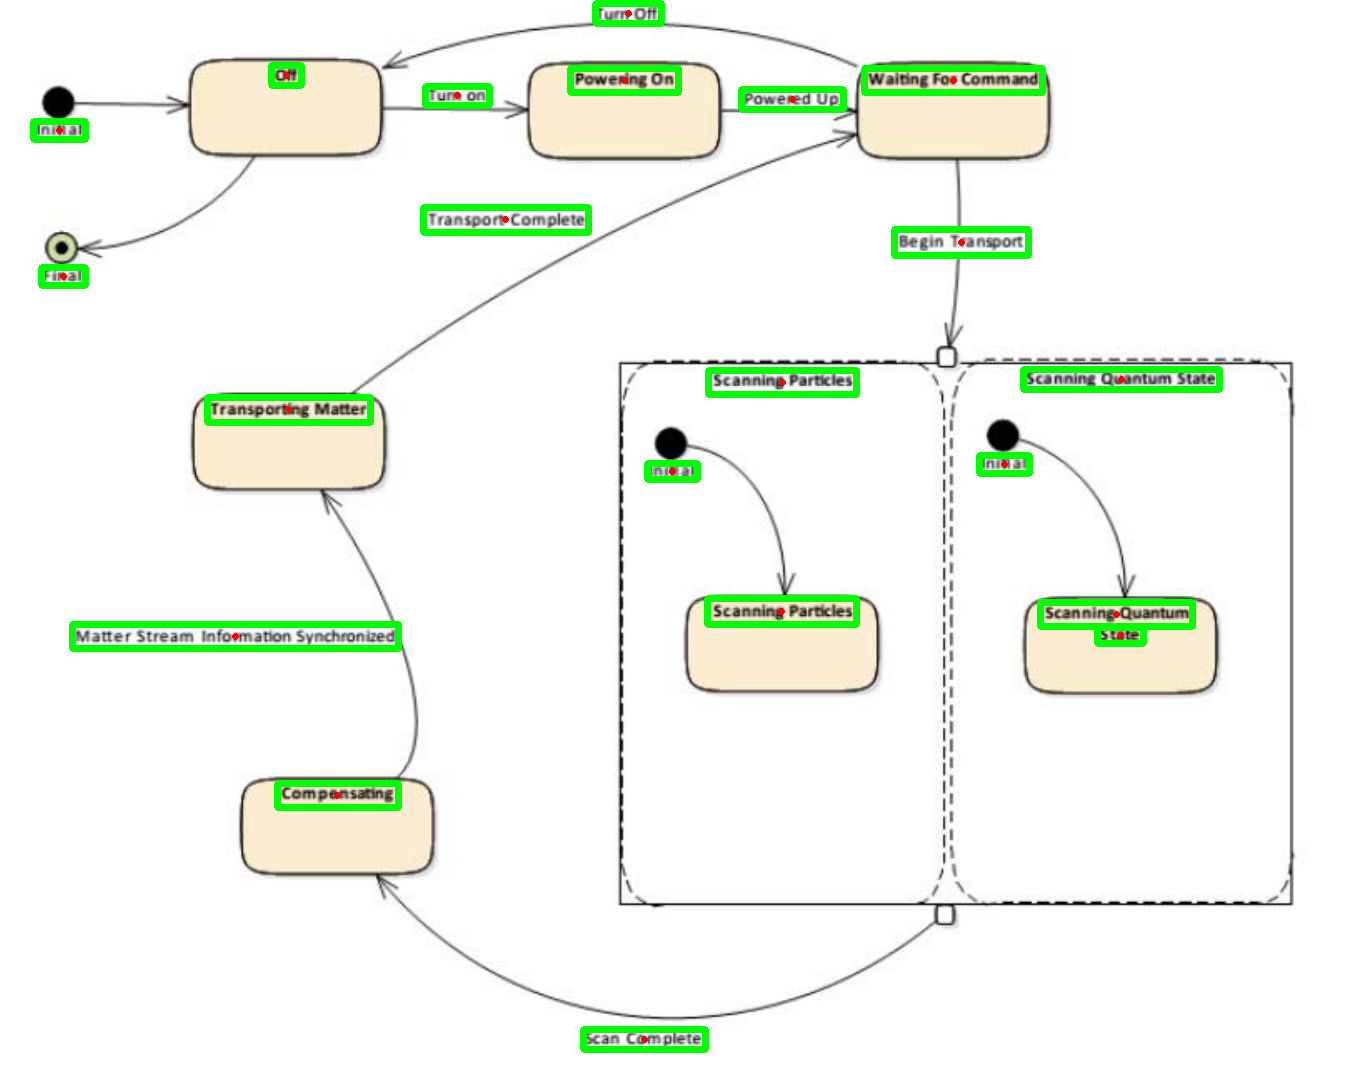 Turn Off
Off
Powering On
Waiting For Command
Turn on
Powered Up
Initial
Transport Complete
Begin Transport
Final
Scanning Particles
Scanning Quantum State
Transporting Matter
Initial
Initial
Scanning Particles
Scanning Quantum
State
Matter Stream Information Synchronized
Compensating
Scan Complete